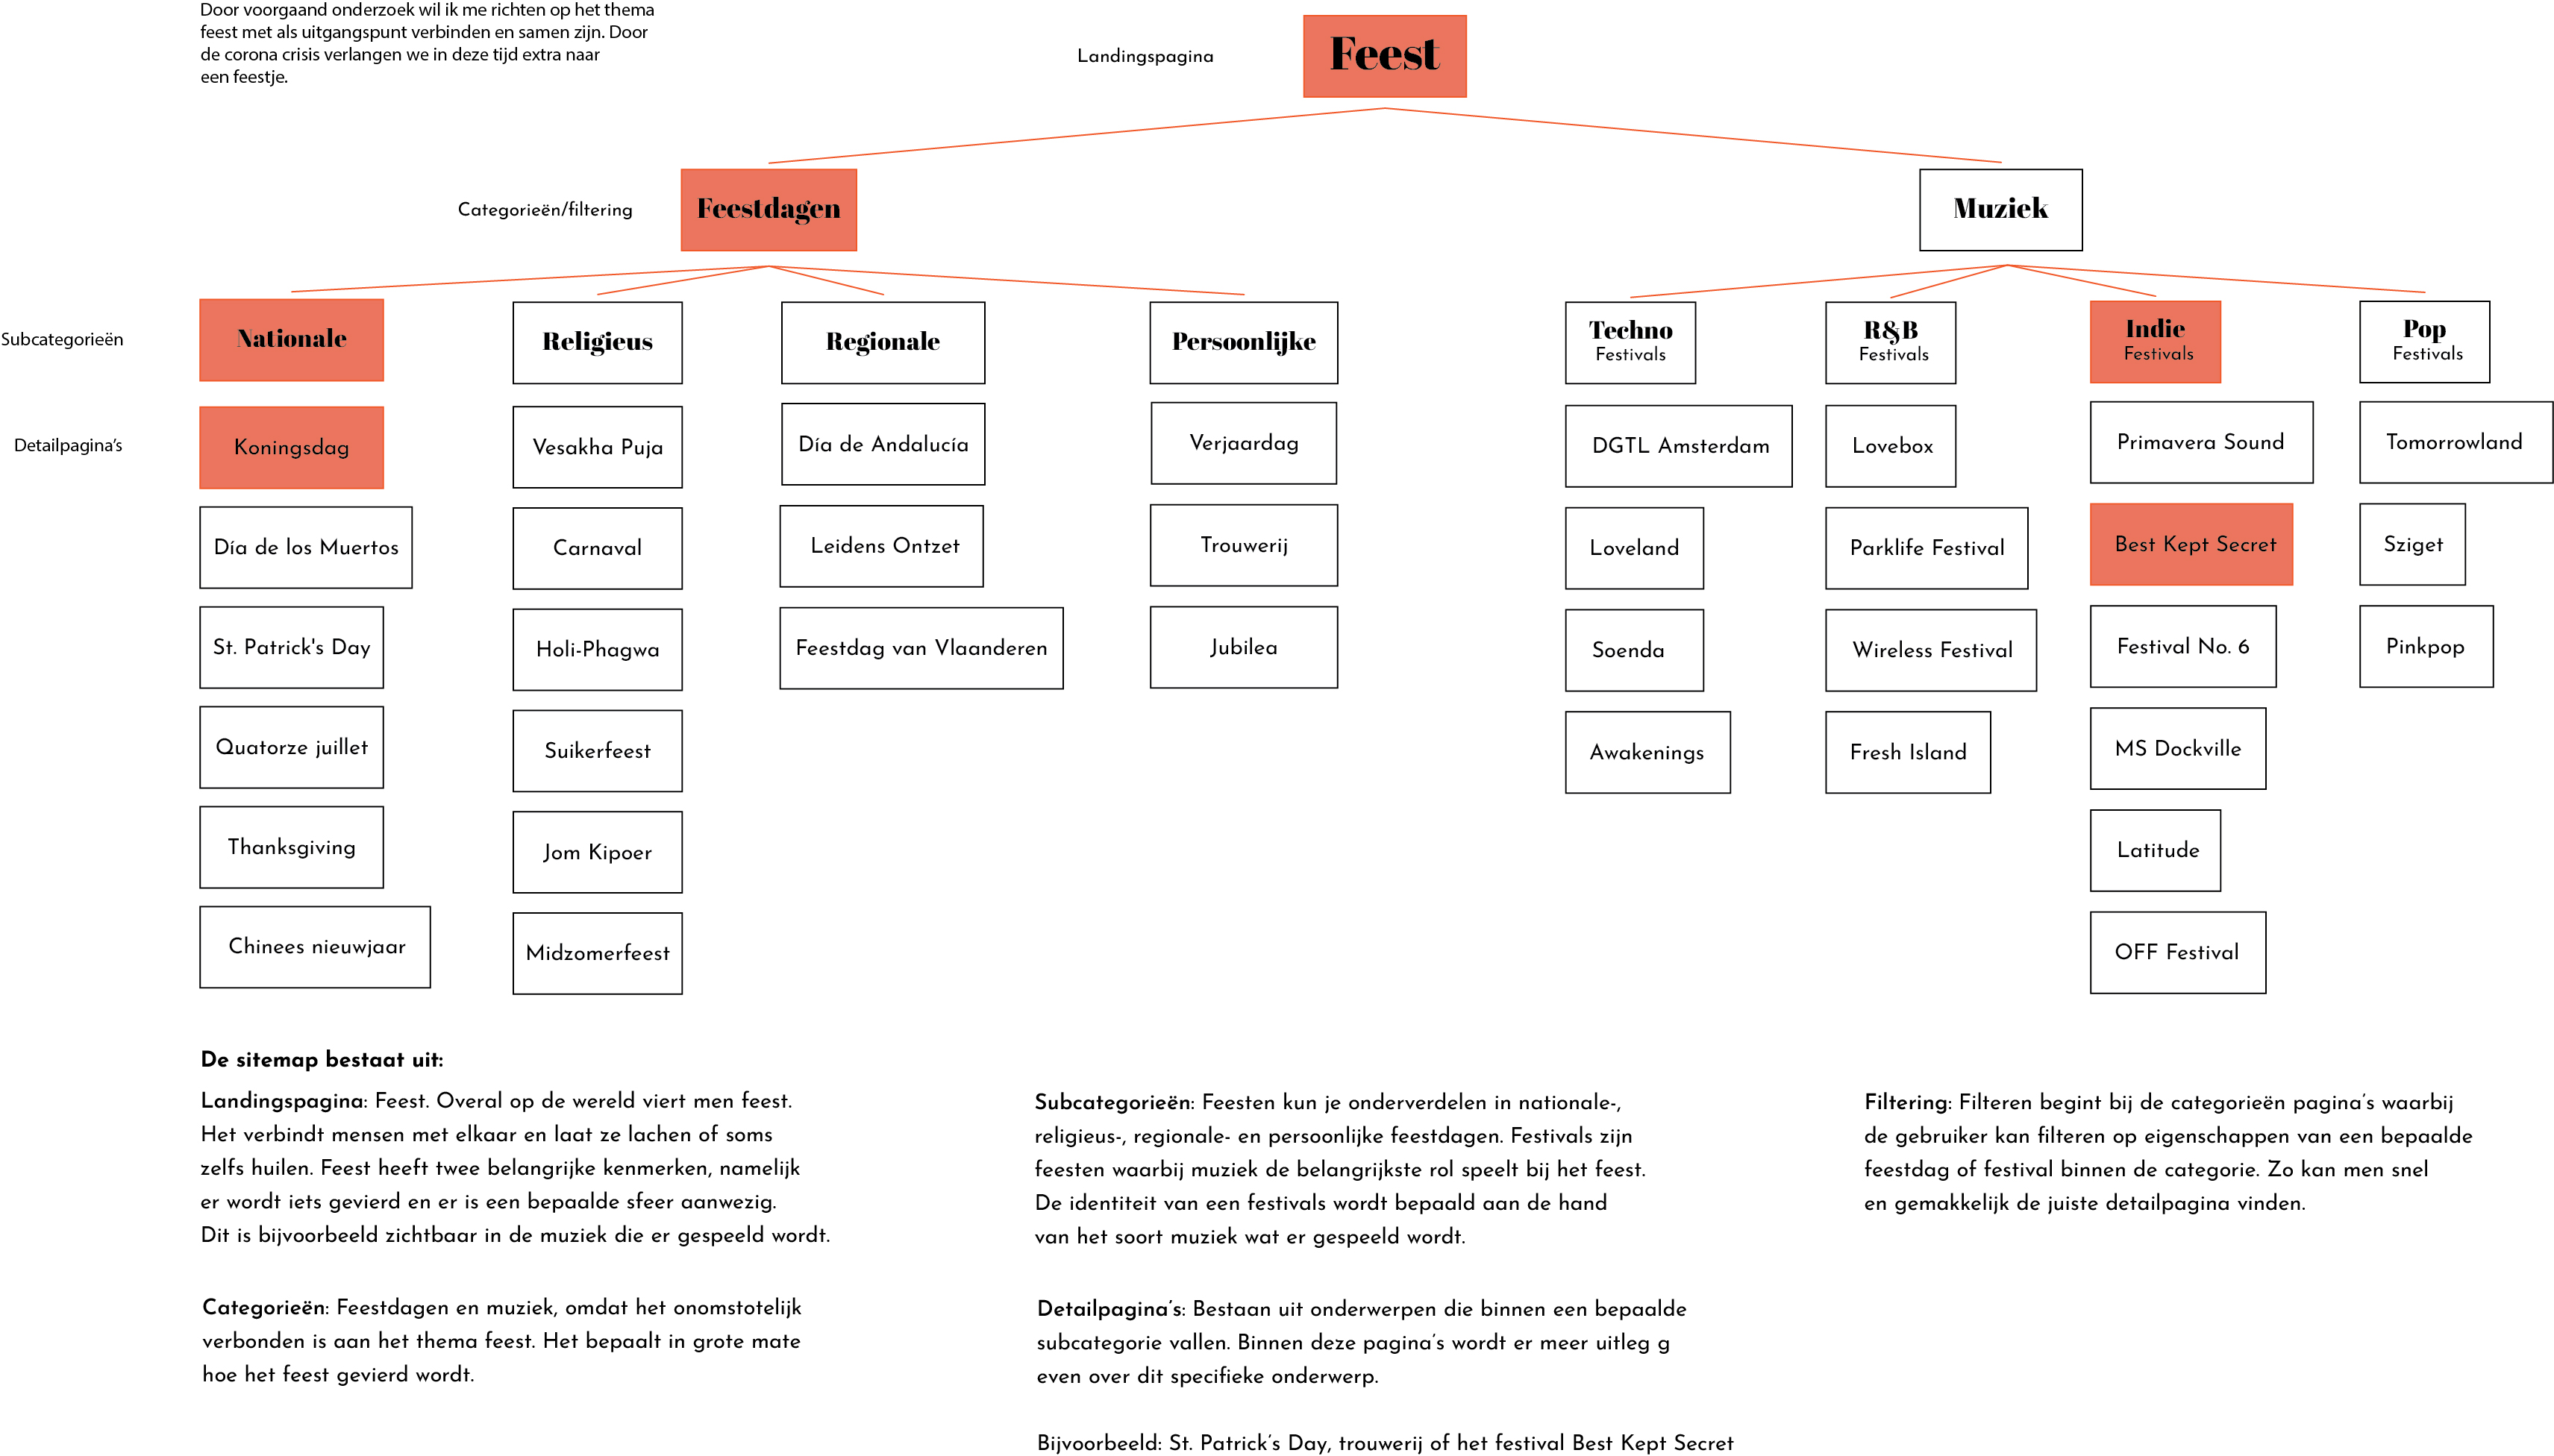 Door voorgaand onderzoek wil ik me richten op het thema
feest met als uitgangspunt verbinden en samen zijn. Door
de corona crisis verlangen we in deze tijd extra naar
een feestje.
Landingspagina
Feest
Categorieën/filtering
Feestdagen
Muziek
Subcategorieën
Nationale
Religieus
Regionale
Persoonlijke
Techno
Festivals
R&B
Festivals
Indie
Festivals
Pop
Festivals
Detailpagina’s
Koningsdag
Día de los Muertos
St. Patrick's Day
Quatorze juillet
Thanksgiving
Chinees nieuwjaar
Vesakha Puja
Carnaval
Holi-Phagwa
Suikerfeest
Jom Kipoer
Midzomerfeest
Día de Andalucía
Leidens Ontzet
Feestdag van Vlaanderen
Verjaardag
Trouwerij
Jubilea
DGTL Amsterdam
Loveland
Soenda
Awakenings
Lovebox
Parklife Festival
Wireless Festival
Fresh Island
Primavera Sound
Best Kept Secret
Festival No. 6
MS Dockville
Latitude
OFF Festival
Tomorrowland
Sziget
Pinkpop
De sitemap bestaat uit:
Landingspagina: Feest. Overal op de wereld viert men feest.
Het verbindt mensen met elkaar en laat ze lachen of soms
zelfs huilen. Feest heeft twee belangrijke kenmerken, namelijk
er wordt iets gevierd en er is een bepaalde sfeer aanwezig.
Dit is bijvoorbeeld zichtbaar in de muziek die er gespeeld wordt.
Categorieën: Feestdagen en muziek, omdat het onomstotelijk
verbonden is aan het thema feest. Het bepaalt in grote mate
hoe het feest gevierd wordt.
Subcategorieën: Feesten kun je onderverdelen in nationale-,
religieus-, regionale- en persoonlijke feestdagen. Festivals zijn
feesten waarbij muziek de belangrijkste rol speelt bij het feest.
De identiteit van een festivals wordt bepaald aan de hand
van het soort muziek wat er gespeeld wordt.
Detailpagina’s: Bestaan uit onderwerpen die binnen een bepaalde
subcategorie vallen. Binnen deze pagina’s wordt er meer uitleg g
even over dit specifieke onderwerp.
Bijvoorbeeld: St. Patrick’s Day, trouwerij of het festival Best Kept Secret
Filtering: Filteren begint bij de categorieën pagina’s waarbij
de gebruiker kan filteren op eigenschappen van een bepaalde
feestdag of festival binnen de categorie. Zo kan men snel
en gemakkelijk de juiste detailpagina vinden.